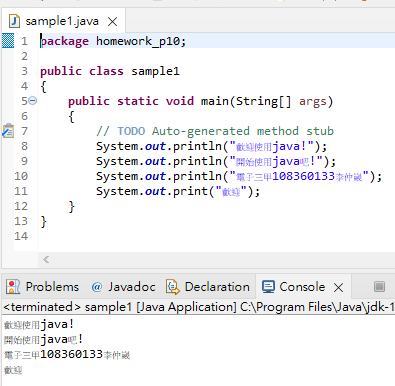 sample1.java
1 package homework_p10;
2
3 public class sample1
4 {
5 public static void main(String[] args)
6 {
7 // TODO Auto-generated method stub
8 System.out.println("歡迎使用java!");
9 System.out.println("開始使用java吧!");
10 System.out.println("電子三甲108360133李仲崴");
11 System.out.print("歡迎");
12 }
13 }
14
Problems @ Javadoc Declaration Console
<terminated> sample1 [Java Application] C:\Program Files\Java\jdk-1
歡迎使用java!
開始使用java吧!
電子三甲108360133李仲崴
歡迎